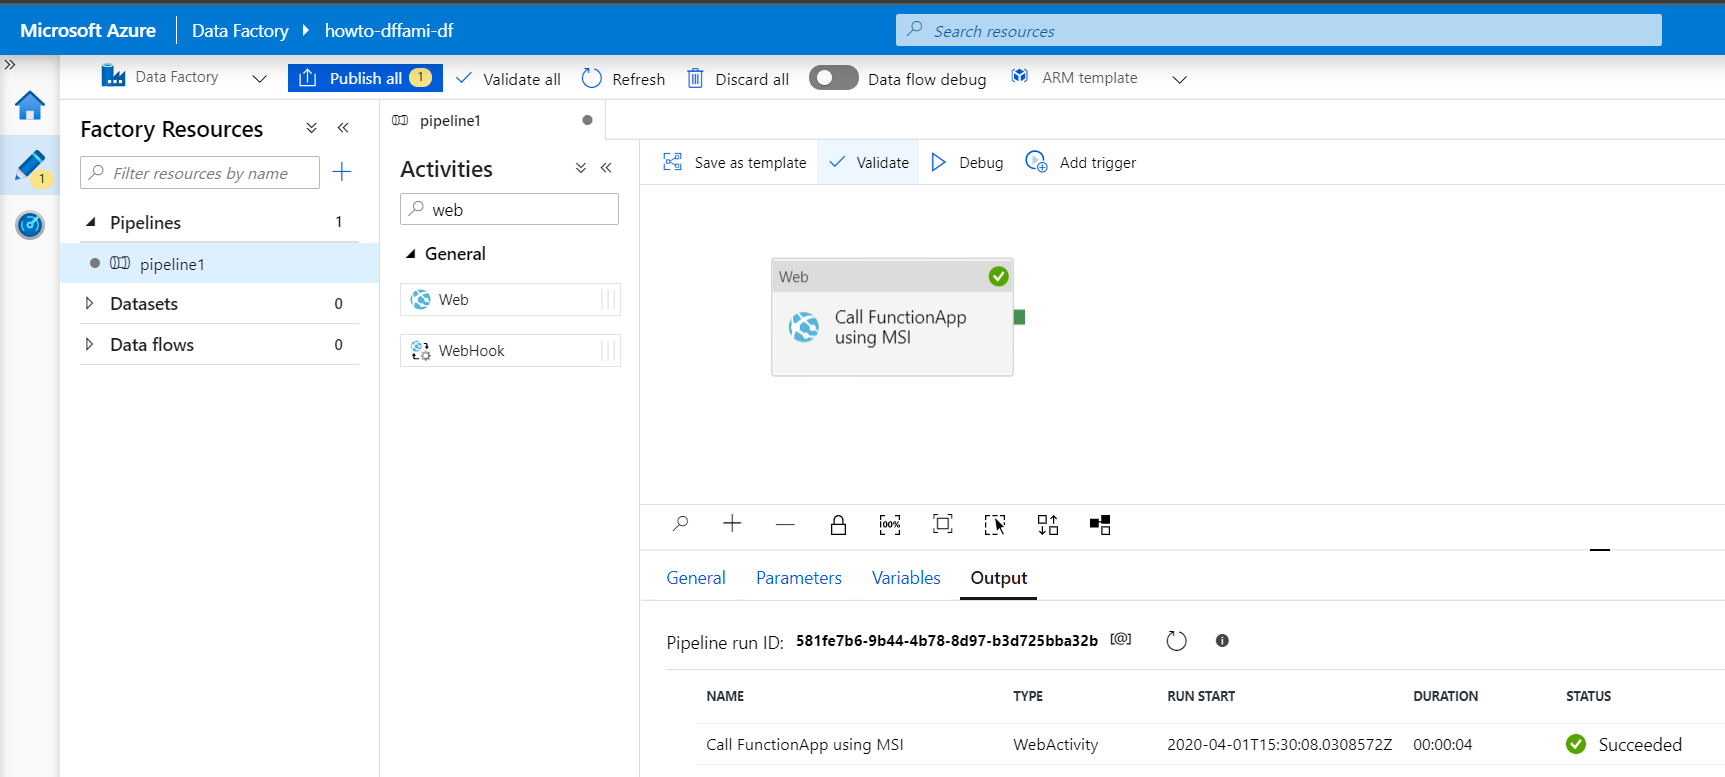 Microsoft Azure
Data Factory
howto-dffami-df
Search resources
Data Factory
Publish all
1
Validate all
Refresh
Discard all
Data flow debug
ARM template
1
Factory Resources
Filter resources by name
Pipelines
1
pipeline1
Datasets
0
Data flows
0
pipeline1
Activities
web
General
Web
WebHook
Save as template
Validate
Debug
Add trigger
Web
Call FunctionApp
using MSI
100%
General
Parameters
Variables
Output
Pipeline run ID: 581fe7b6-9b44-4b78-8d97-b3d725bba32b [@]
NAME
TYPE
RUN START
DURATION
STATUS
Call FunctionApp using MSI
WebActivity
2020-04-01T15:30:08.0308572Z
00:00:04
Succeeded